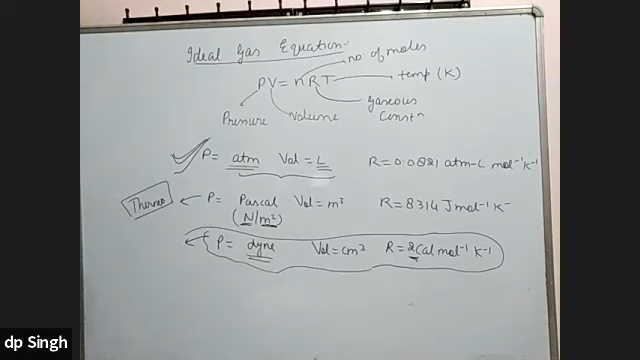 Ideal Gas Equation:-
no of moles
PV = nRT
temp (K)
gaseous
Constⁿ
Pressure
Volume
P = atm Vol = L R = 0.0821 atm-L mol⁻¹ K⁻¹
Thermo
P = Pascal Vol = m³ R = 8314 J mol⁻¹ K⁻
(N/m²)
P = dyne Vol = cm³ R = 2 Cal mol⁻¹ K⁻¹
dp Singh